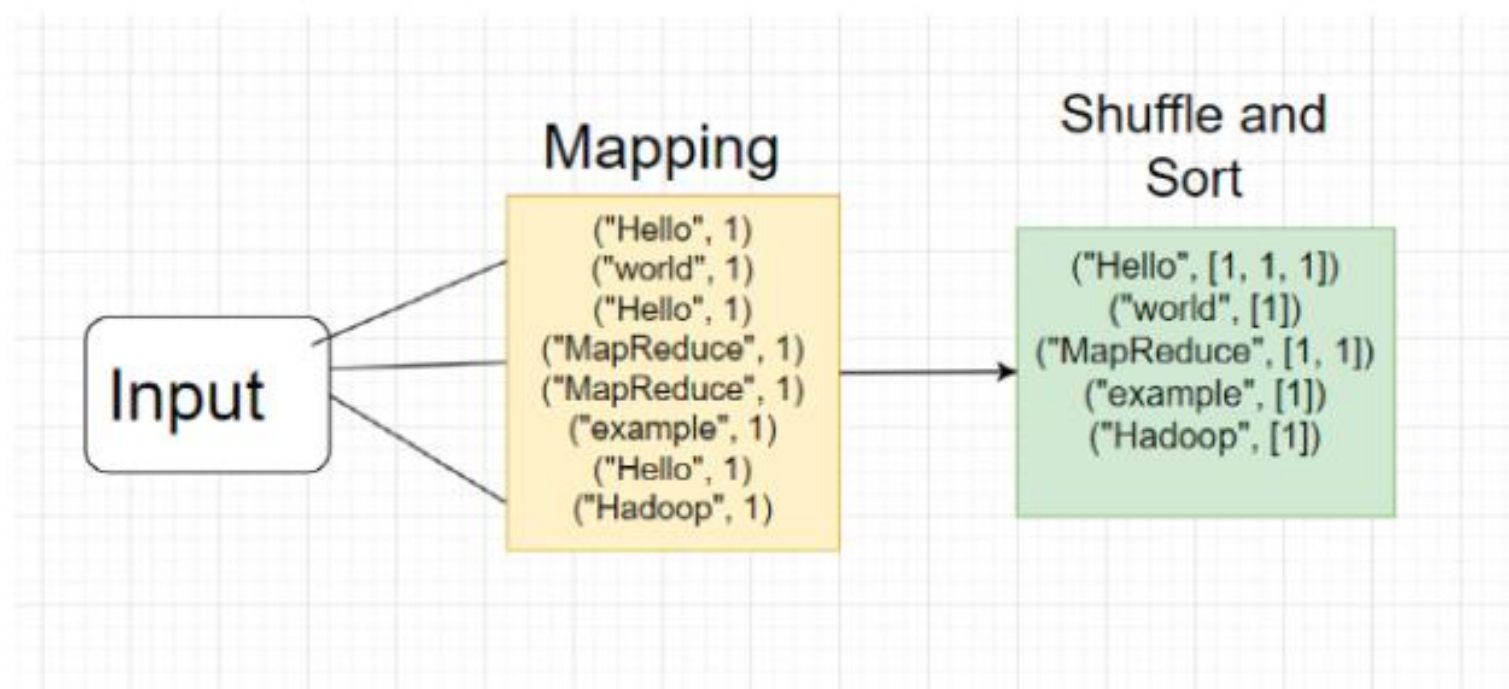 Input
Mapping
("Hello", 1)
("world", 1)
("Hello", 1)
("MapReduce", 1)
("MapReduce", 1)
("example", 1)
("Hello", 1)
("Hadoop", 1)
Shuffle and
Sort
("Hello", [1, 1, 1])
("world", [1])
("MapReduce", [1, 1])
("example", [1])
("Hadoop", [1])